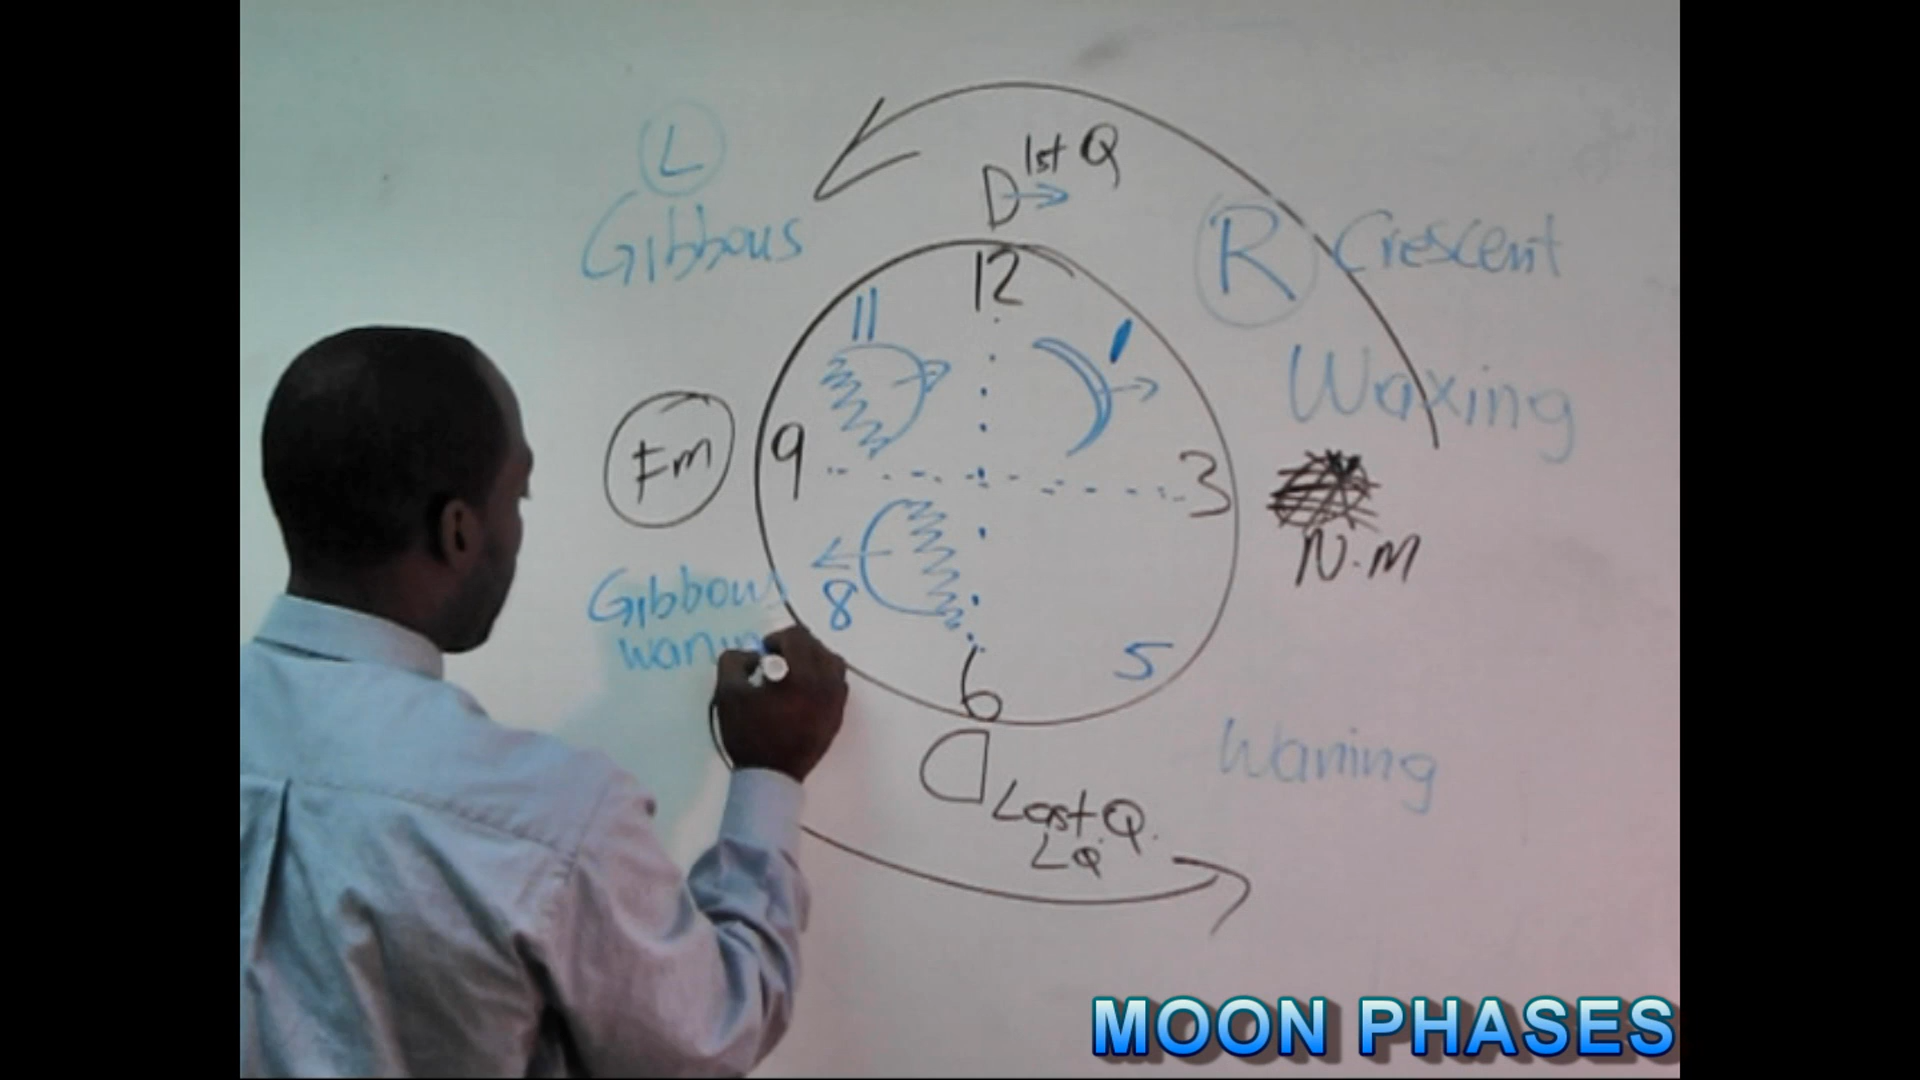 L
Gibbous
1st Q
R Crescent
Waxing
12
11
1
Fm
9
3
N.M
Gibbous
waning
8
5
6
Waning
Last Q.
LQ
MOON PHASES